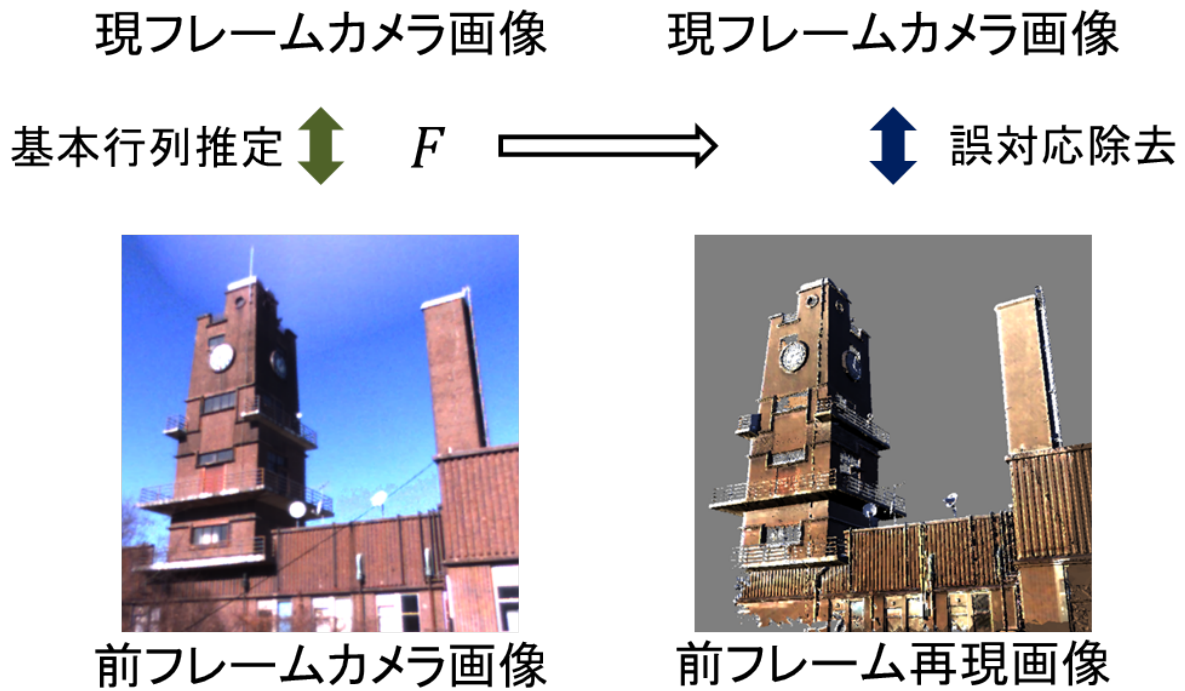 現フレームカメラ画像
現フレームカメラ画像
基本行列推定
F
誤対応除去
前フレームカメラ画像
前フレーム再現画像